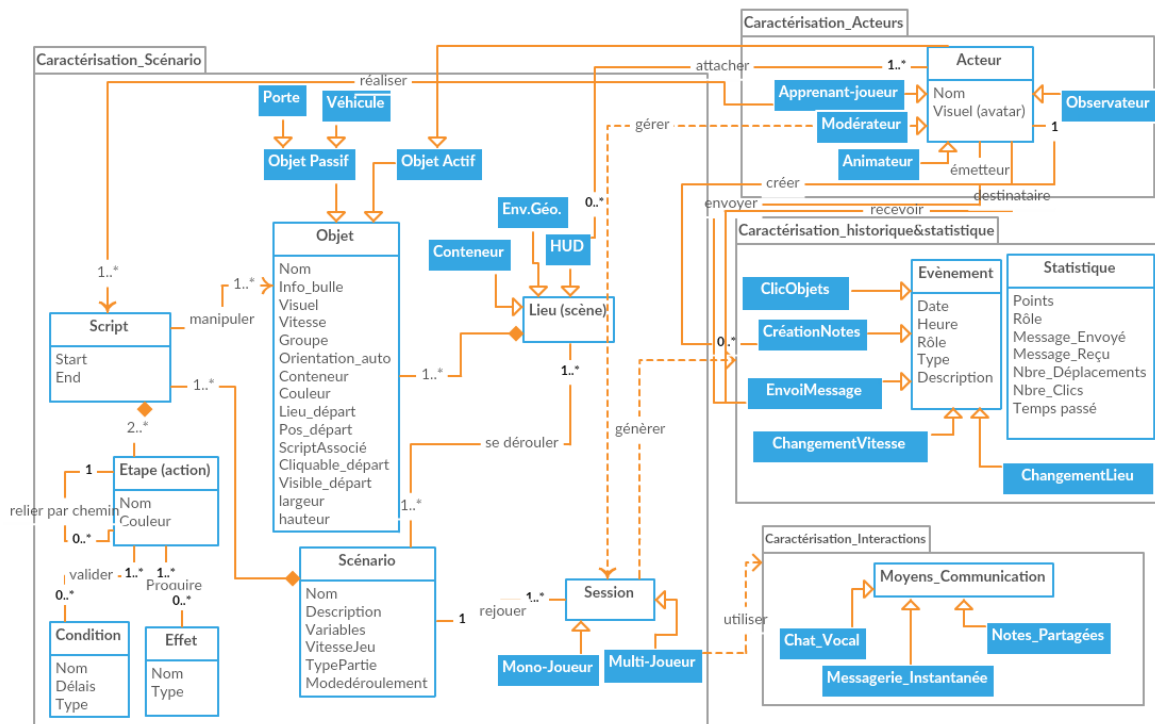 Caractérisation_Scénario
Caractérisation_Acteurs
réaliser
attacher
1..*
Acteur
Nom
Visuel (avatar)
Apprenant-joueur
Observateur
Modérateur
Animateur
1
gérer
émetteur
destinataire
créer
envoyer
recevoir
Porte
Véhicule
Objet Passif
Objet Actif
0..*
Env.Géo.
HUD
Conteneur
Lieu (scène)
1..*
Objet
Nom
Info_bulle
Visuel
Vitesse
Groupe
Orientation_auto
Conteneur
Couleur
Lieu_départ
Pos_départ
ScriptAssocié
Cliquable_départ
Visible_départ
largeur
hauteur
1..*
1..*
manipuler
Script
Start
End
1..*
1..*
2..*
se dérouler
1..*
Etape (action)
Nom
Couleur
1
relier par chemin
0..*
valider
1..*
1..*
Produire
0..*
0..*
Condition
Nom
Délais
Type
Effet
Nom
Type
Scénario
Nom
Description
Variables
VitesseJeu
TypePartie
Modedéroulement
1
rejouer
1..*
Session
Mono-Joueur
Multi-Joueur
génèrer
utiliser
Caractérisation_historique&statistique
Evènement
Date
Heure
Rôle
Type
Description
ClicObjets
CréationNotes
0..*
EnvoiMessage
ChangementVitesse
ChangementLieu
Statistique
Points
Rôle
Message_Envoyé
Message_Reçu
Nbre_Déplacements
Nbre_Clics
Temps passé
Caractérisation_Interactions
Moyens_Communication
Chat_Vocal
Notes_Partagées
Messagerie_Instantanée